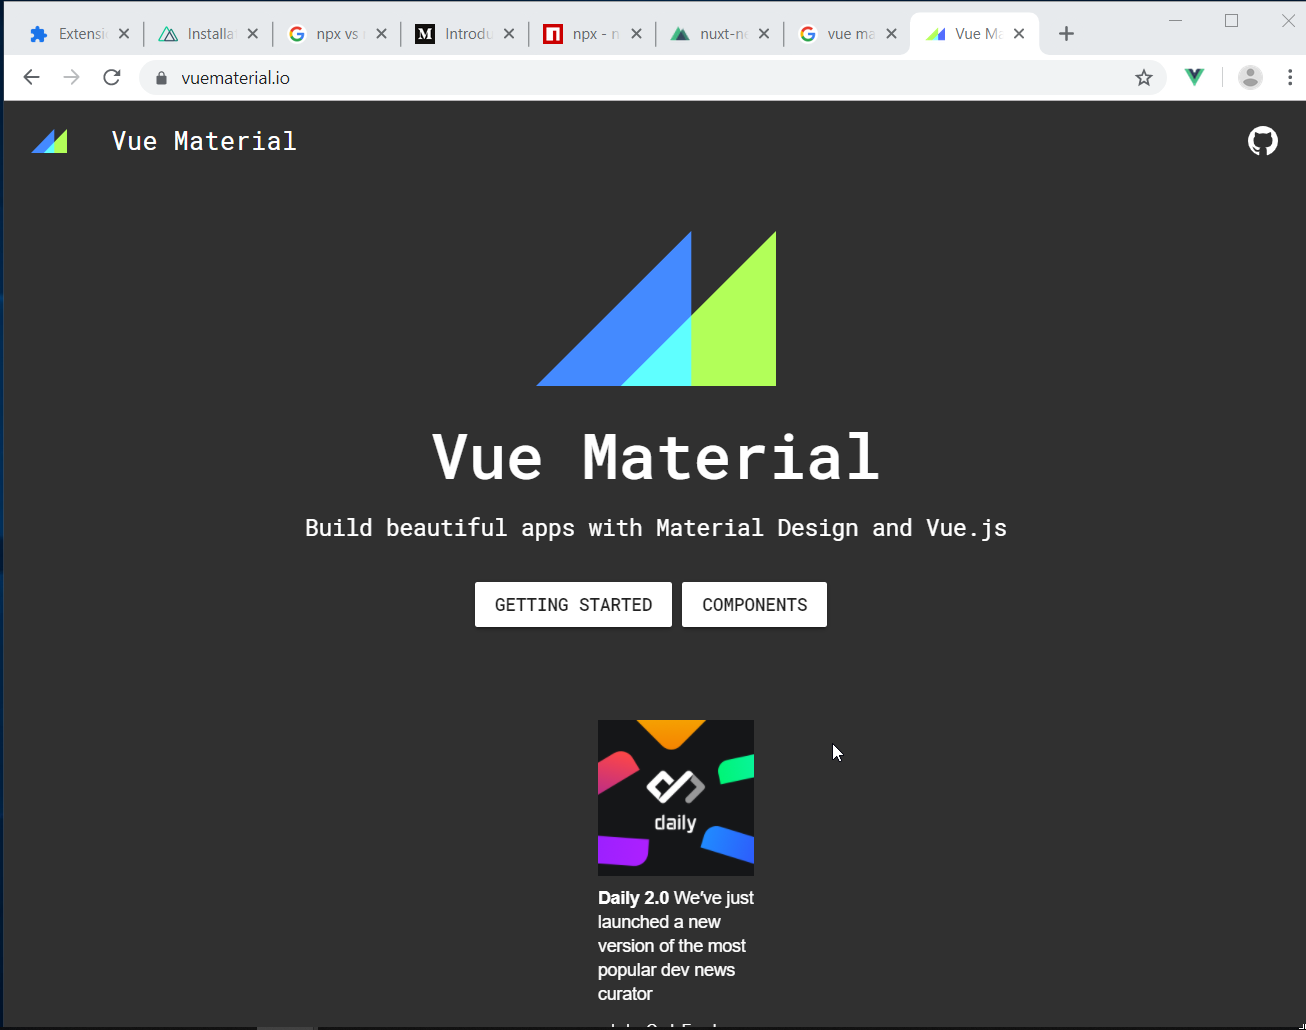 Extensi
Installa
npx vs
Introdu
npx - n
nuxt-ne
vue ma
Vue Ma
vuematerial.io
Vue Material
Vue Material
Build beautiful apps with Material Design and Vue.js
GETTING STARTED
COMPONENTS
daily
Daily 2.0 We've just
launched a new
version of the most
popular dev news
curator